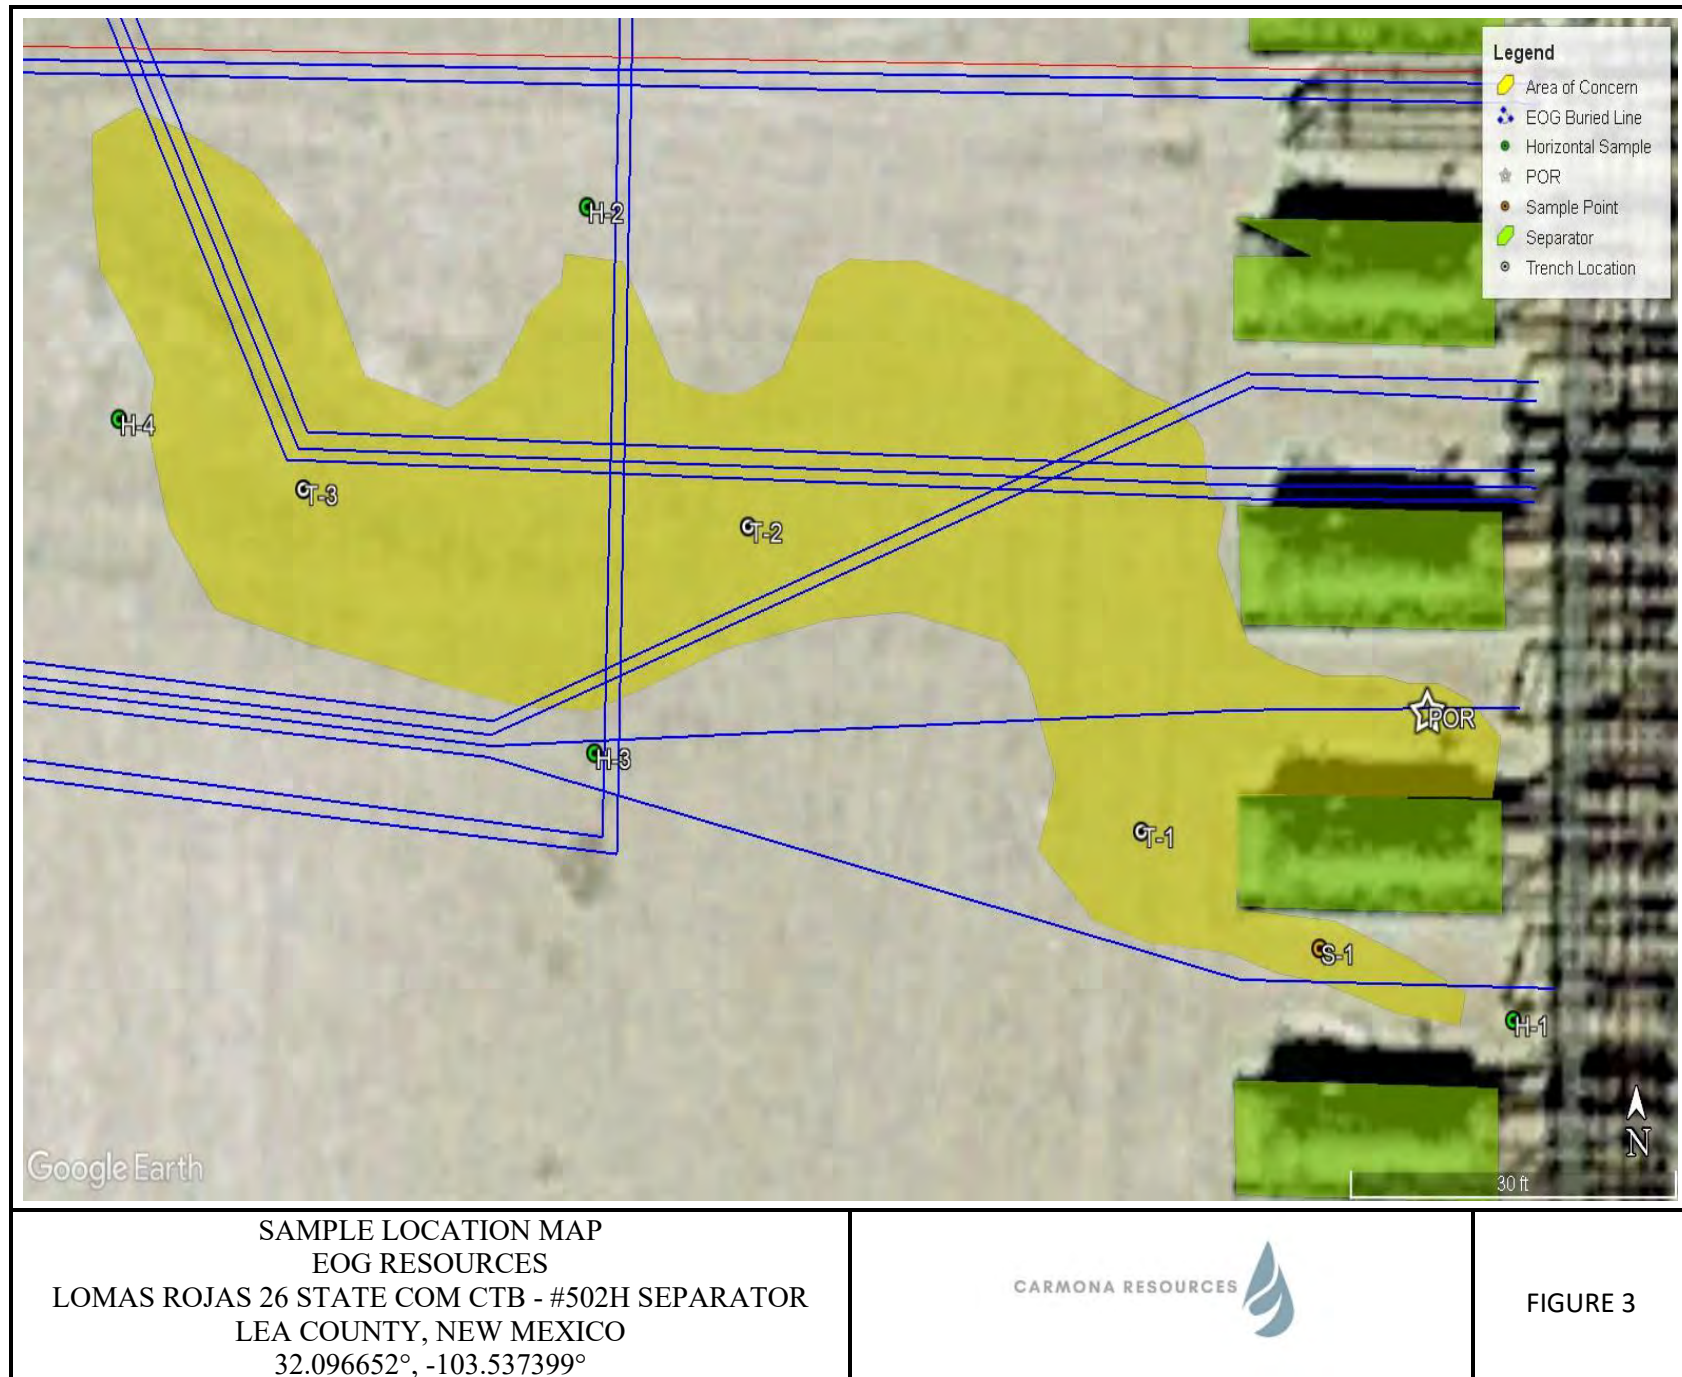 Legend
Area of Concern
EOG Buried Line
Horizontal Sample
POR
Sample Point
Separator
Trench Location
H-2
H-4
T-3
T-2
POR
H-3
T-1
S-1
H-1
N
Google Earth
30 ft
SAMPLE LOCATION MAP
EOG RESOURCES
LOMAS ROJAS 26 STATE COM CTB - #502H SEPARATOR
LEA COUNTY, NEW MEXICO
32.096652°, -103.537399°
CARMONA RESOURCES
FIGURE 3